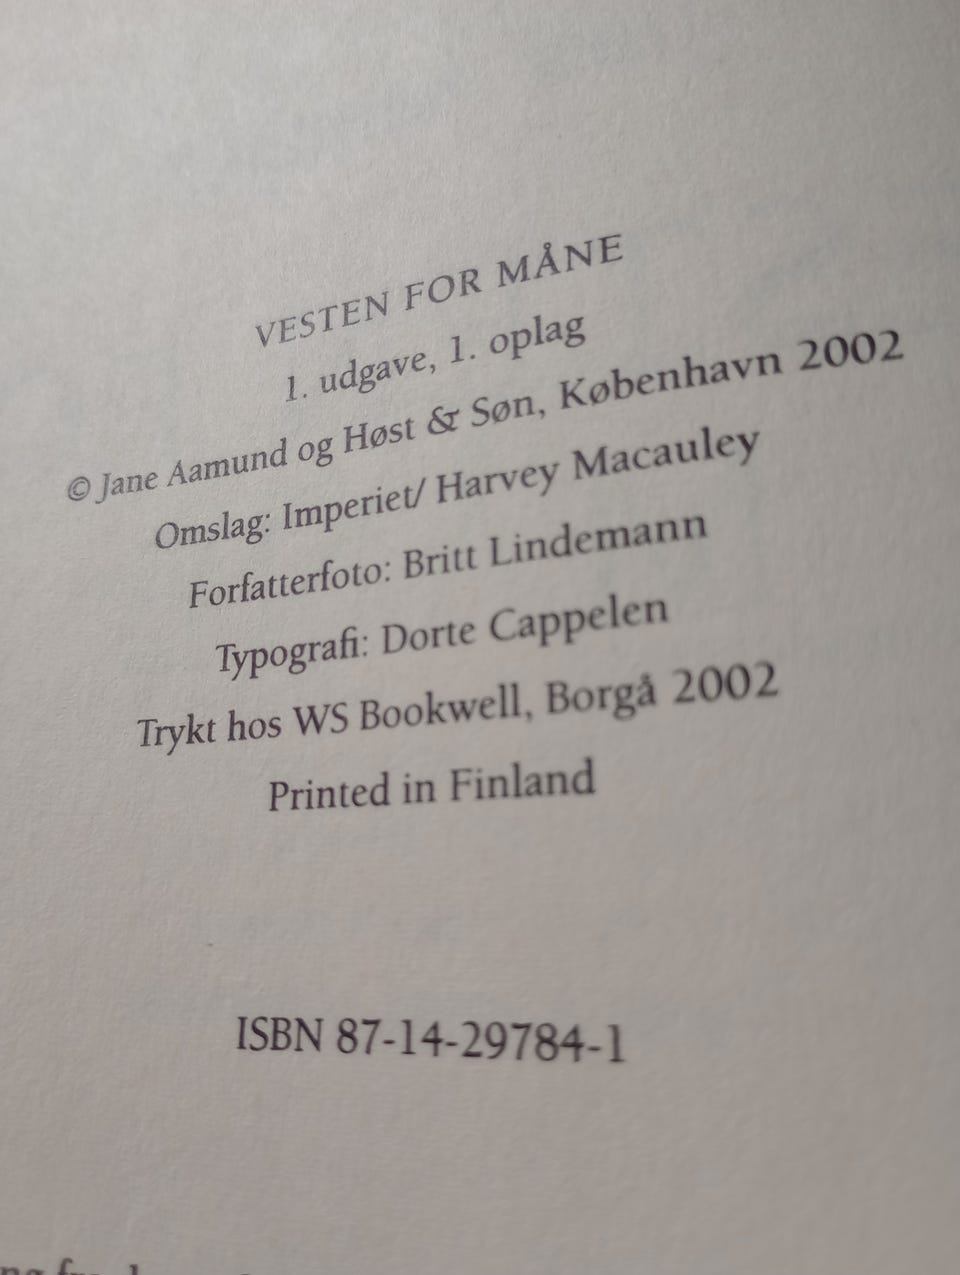 VESTEN FOR MÅNE
1. udgave, 1. oplag
© Jane Aamund og Høst & Søn, København 2002
Omslag: Imperiet/ Harvey Macauley
Forfatterfoto: Britt Lindemann
Typografi: Dorte Cappelen
Trykt hos WS Bookwell, Borgå 2002
Printed in Finland
ISBN 87-14-29784-1